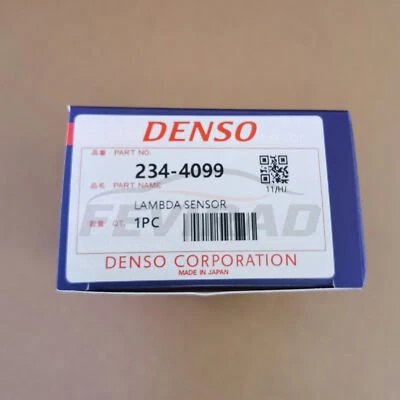 DENSO
品番 PART NO.
234-4099
11/HJ
品名 PART NAME
LAMBDA SENSOR
数量 QT. 1PC
DENSO CORPORATION
MADE IN JAPAN